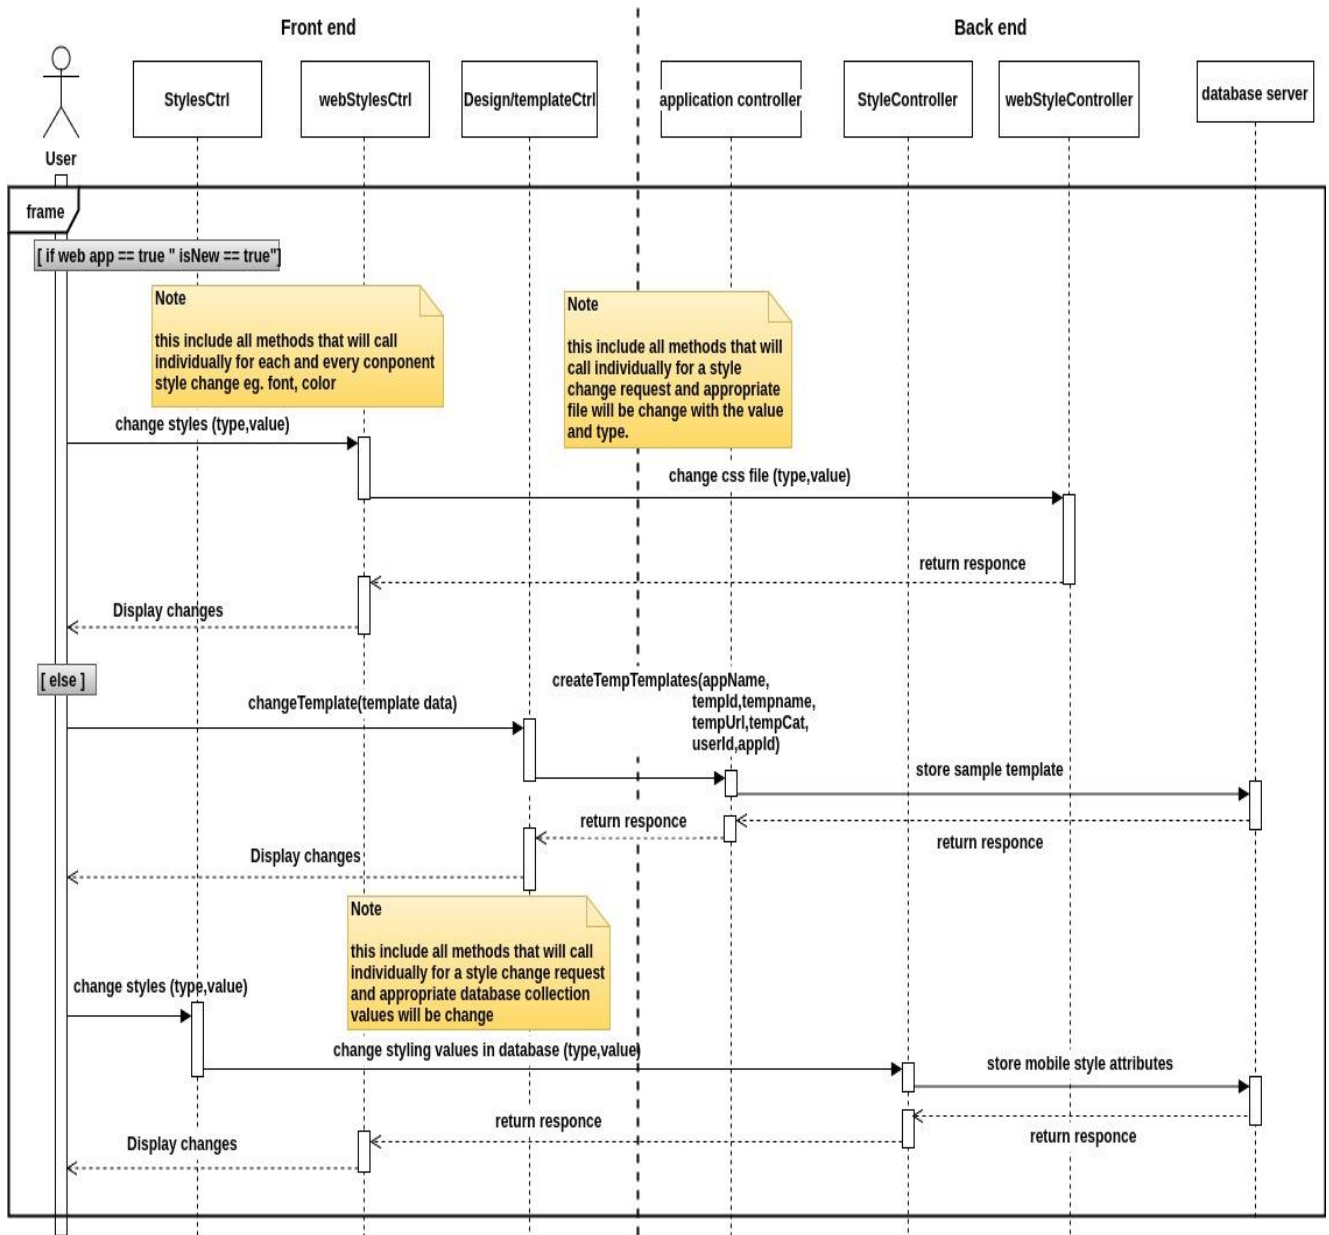 Front end
Back end
StylesCtrl
webStylesCtrl
Design/templateCtrl
application controller
StyleController
webStyleController
database server
User
frame
[ if web app == true " isNew == true"]
Note
this include all methods that will call
individually for each and every conponent
style change eg. font, color
Note
this include all methods that will
call individually for a style
change request and appropriate
file will be change with the value
and type.
change styles (type,value)
change css file (type,value)
return responce
Display changes
[ else ]
changeTemplate(template data)
createTempTemplates(appName,
tempId,tempname,
tempUrl,tempCat,
userId,appId)
store sample template
return responce
return responce
Display changes
Note
this include all methods that will call
individually for a style change request
and appropriate database collection
values will be change
change styles (type,value)
change styling values in database (type,value)
store mobile style attributes
return responce
return responce
Display changes